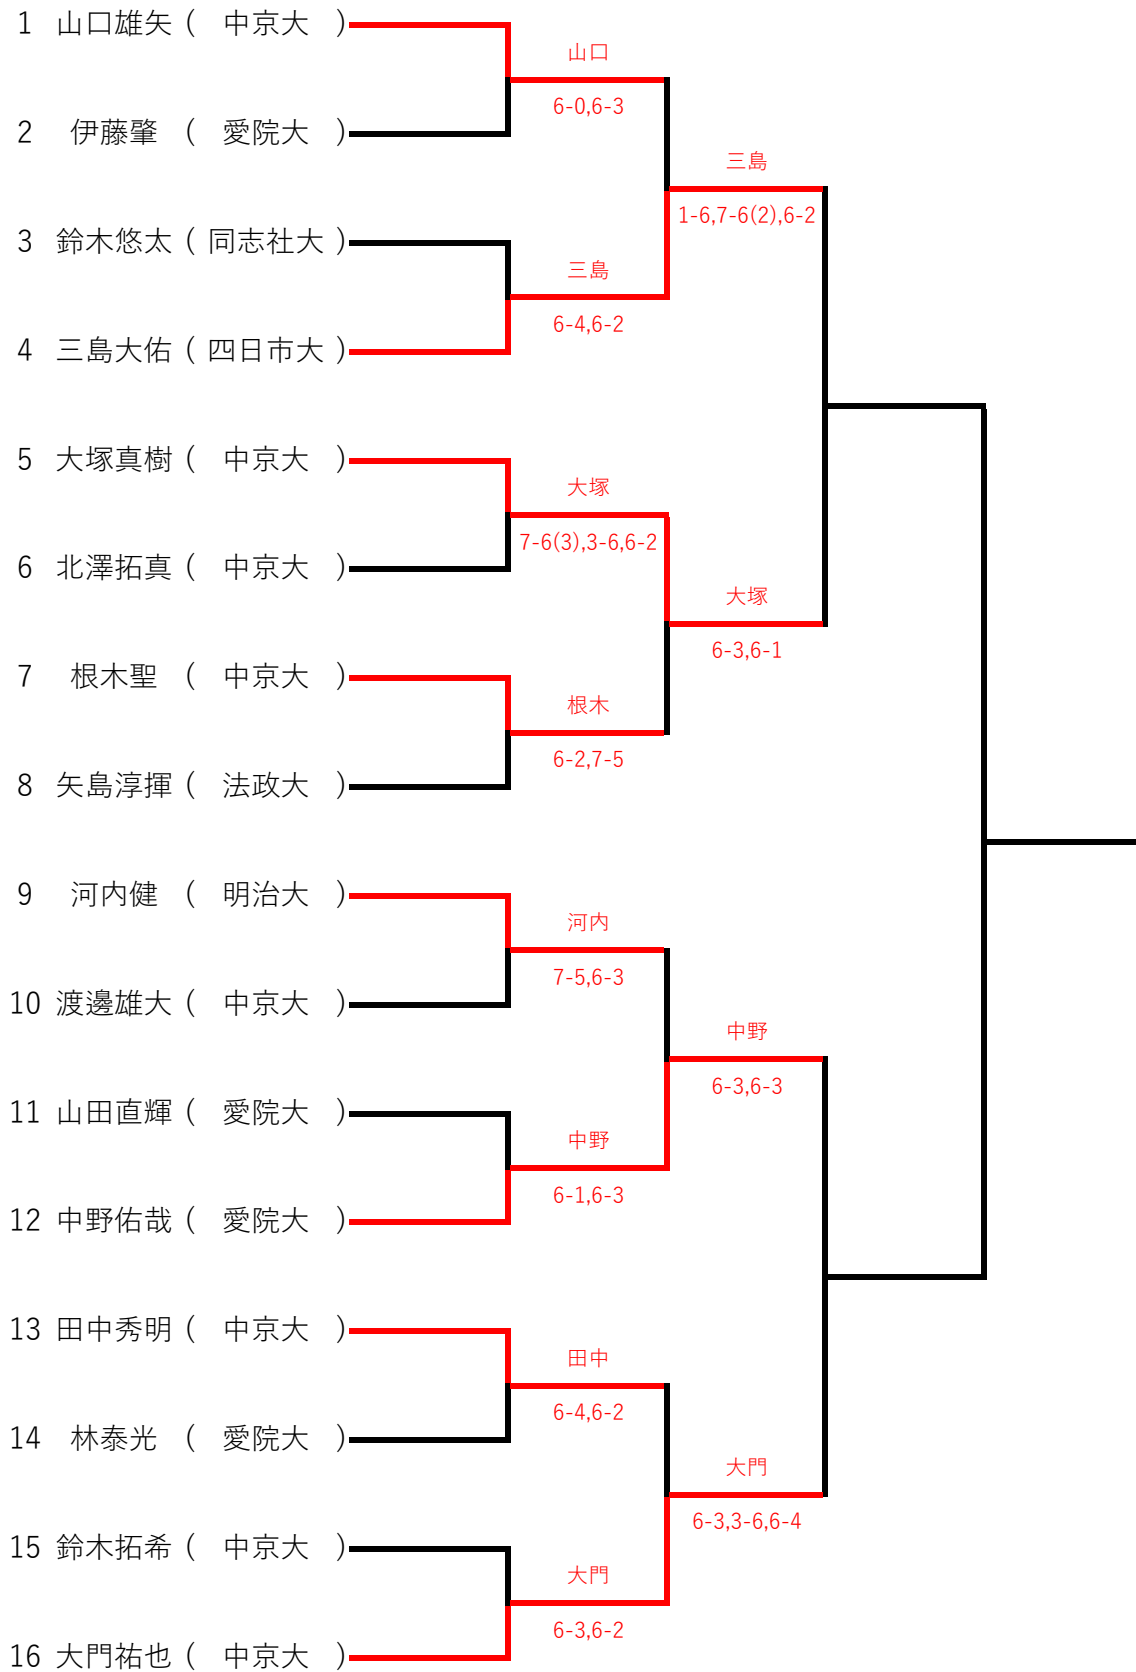 1 山口雄矢 ( 中京大 )
山口
6-0,6-3
2 伊藤肇 ( 愛院大 )
三島
1-6,7-6(2),6-2
3 鈴木悠太 ( 同志社大 )
三島
6-4,6-2
4 三島大佑 ( 四日市大 )
5 大塚真樹 ( 中京大 )
大塚
7-6(3),3-6,6-2
6 北澤拓真 ( 中京大 )
大塚
6-3,6-1
7 根木聖 ( 中京大 )
根木
6-2,7-5
8 矢島淳揮 ( 法政大 )
9 河内健 ( 明治大 )
河内
7-5,6-3
10 渡邊雄大 ( 中京大 )
中野
6-3,6-3
11 山田直輝 ( 愛院大 )
中野
6-1,6-3
12 中野佑哉 ( 愛院大 )
13 田中秀明 ( 中京大 )
田中
6-4,6-2
14 林泰光 ( 愛院大 )
大門
6-3,3-6,6-4
15 鈴木拓希 ( 中京大 )
大門
6-3,6-2
16 大門祐也 ( 中京大 )